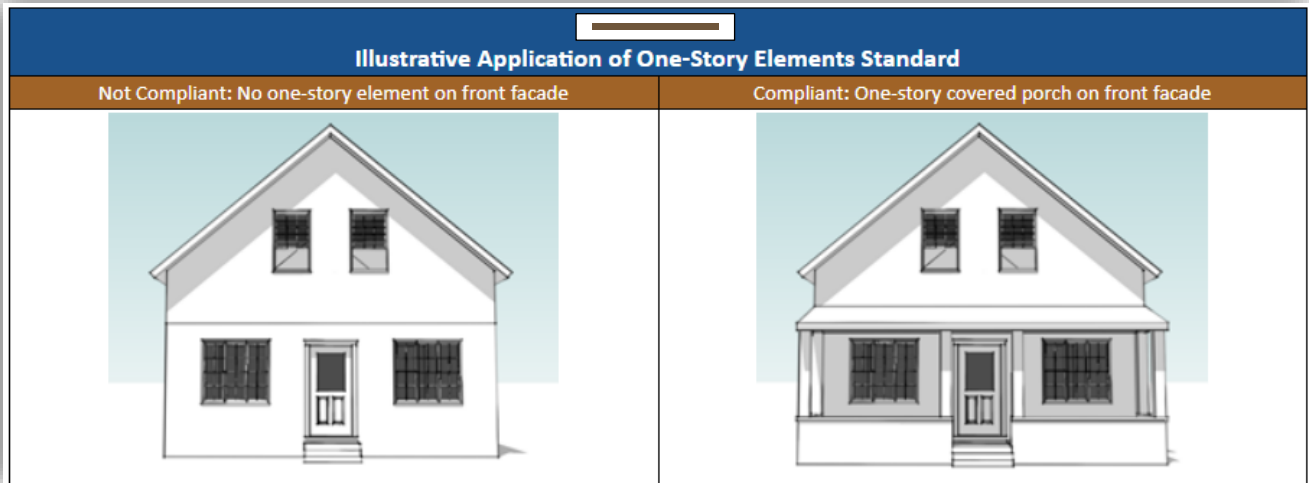 Illustrative Application of One-Story Elements Standard
Not Compliant: No one-story element on front facade
Compliant: One-story covered porch on front facade